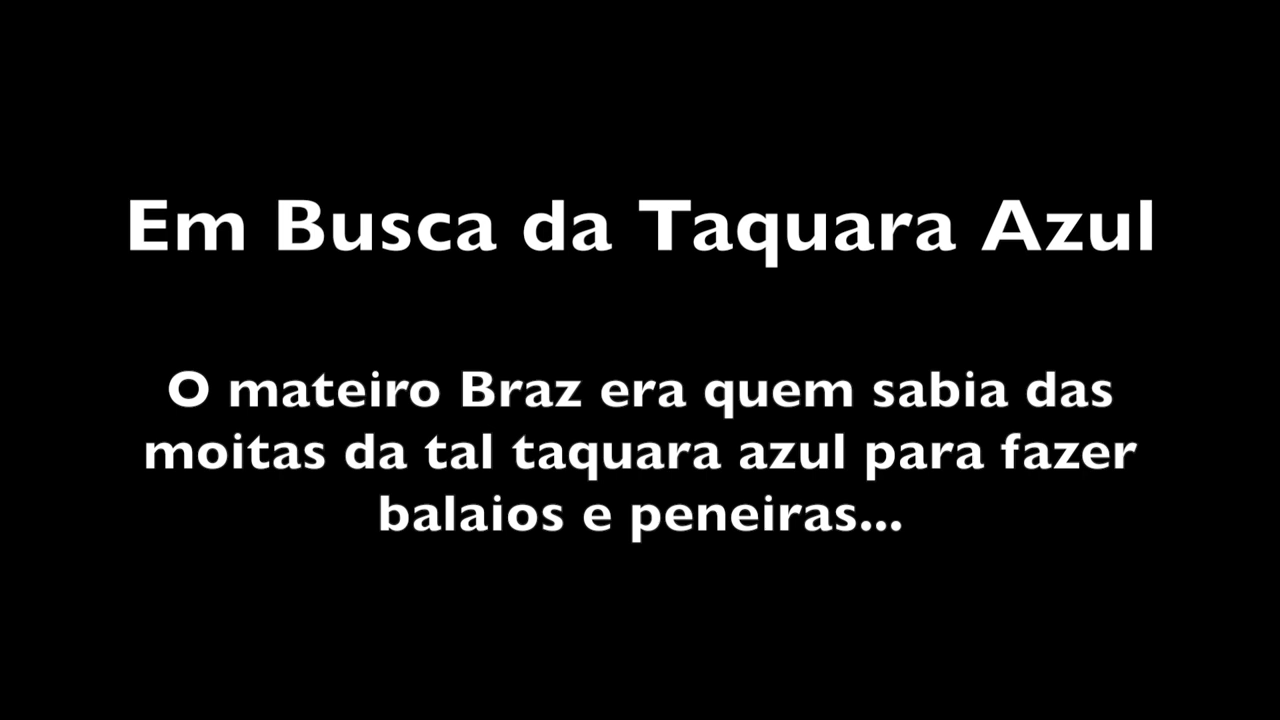 Em Busca da Taquara Azul
O mateiro Braz era quem sabia das
moitas da tal taquara azul para fazer
balaios e peneiras...